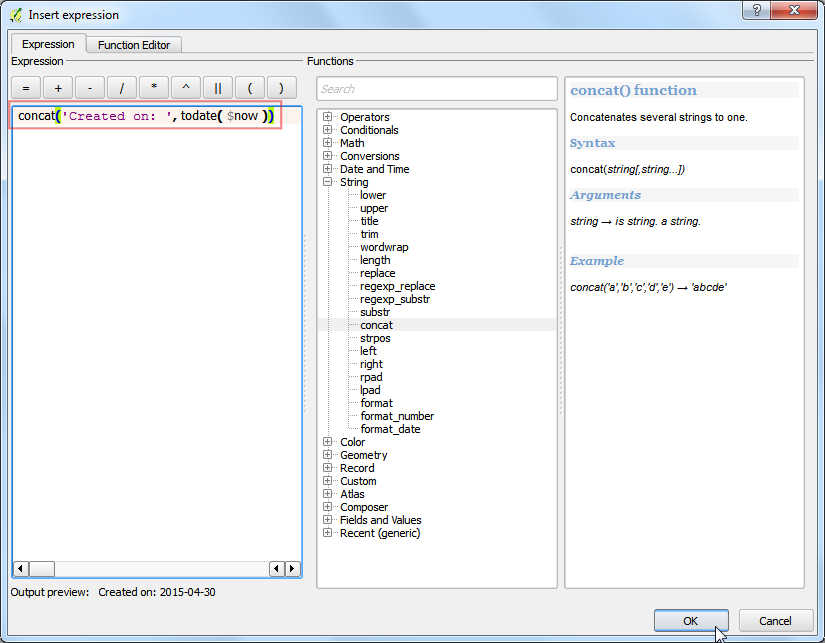 Insert expression
?
Expression
Function Editor
Expression
= + - / * ^ || ( )
concat('Created on: ',todate( $now ))
Output preview: Created on: 2015-04-30
Functions
Search
Operators
Conditionals
Math
Conversions
Date and Time
String
lower
upper
title
trim
wordwrap
length
replace
regexp_replace
regexp_substr
substr
concat
strpos
left
right
rpad
lpad
format
format_number
format_date
Color
Geometry
Record
Custom
Atlas
Composer
Fields and Values
Recent (generic)
concat() function
Concatenates several strings to one.
Syntax
concat(string[,string...])
Arguments
string → is string. a string.
Example
concat('a','b','c','d','e') → 'abcde'
OK
Cancel